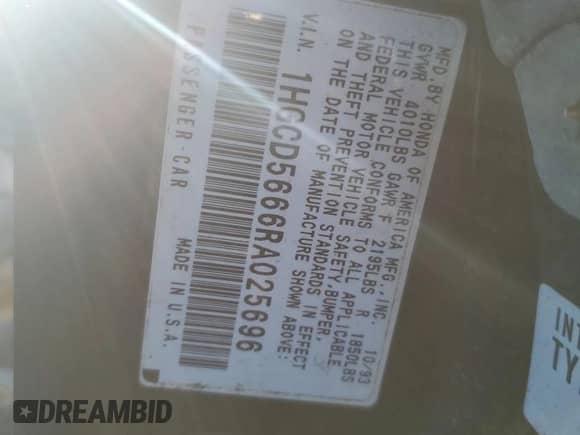 MFD. BY HONDA OF AMERICA MFG., INC. 10/93
GVWR 4010LBS GAWR F 2195LBS R 1850LBS
THIS VEHICLE CONFORMS TO ALL APPLICABLE
FEDERAL MOTOR VEHICLE SAFETY, BUMPER,
AND THEFT PREVENTION STANDARDS IN EFFECT
ON THE DATE OF MANUFACTURE SHOWN ABOVE:
V.I.N. 1HGCD5666RA025696
PASSENGER CAR MADE IN U.S.A.
INT
TY
DREAMBID